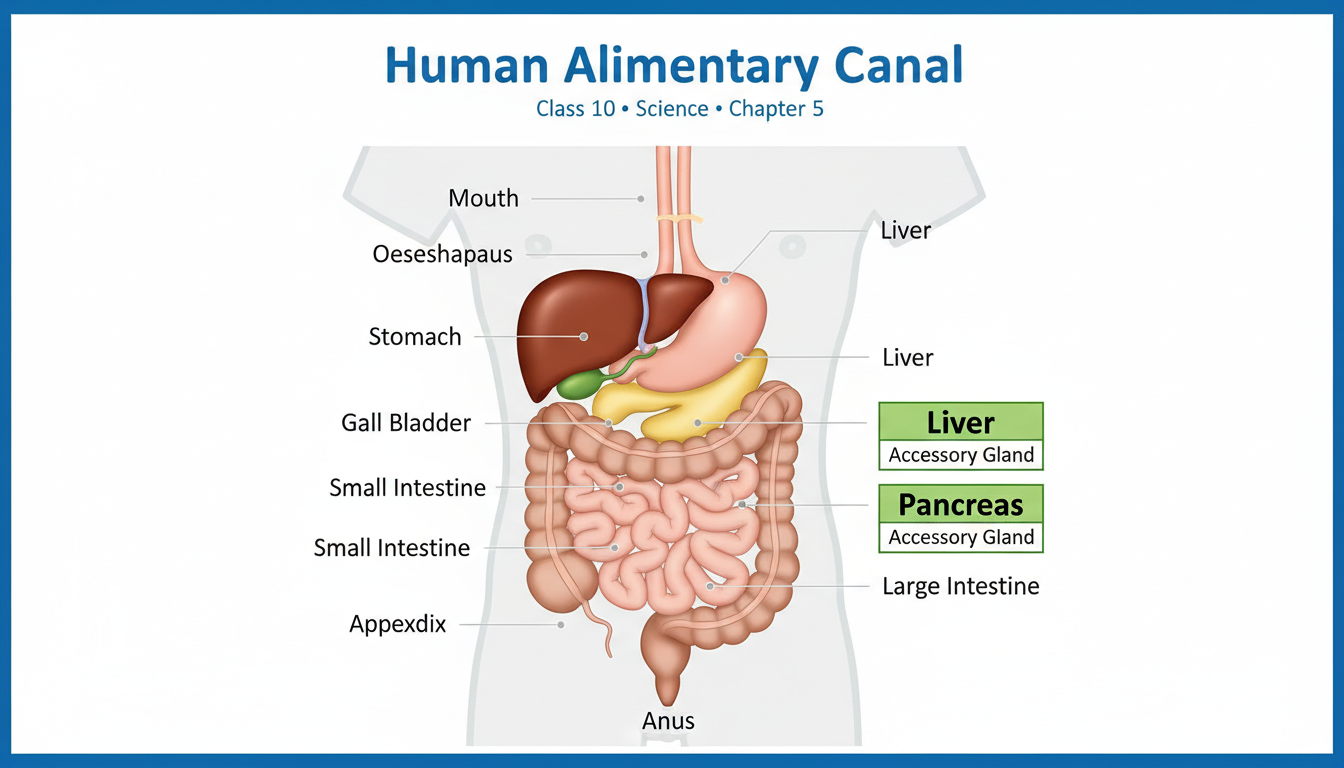 Human Alimentary Canal
Class 10 • Science • Chapter 5
Mouth
Oeseshapaus
Stomach
Gall Bladder
Small Intestine
Small Intestine
Appexdix
Liver
Liver
Liver
Accessory Gland
Pancreas
Accessory Gland
Large Intestine
Anus